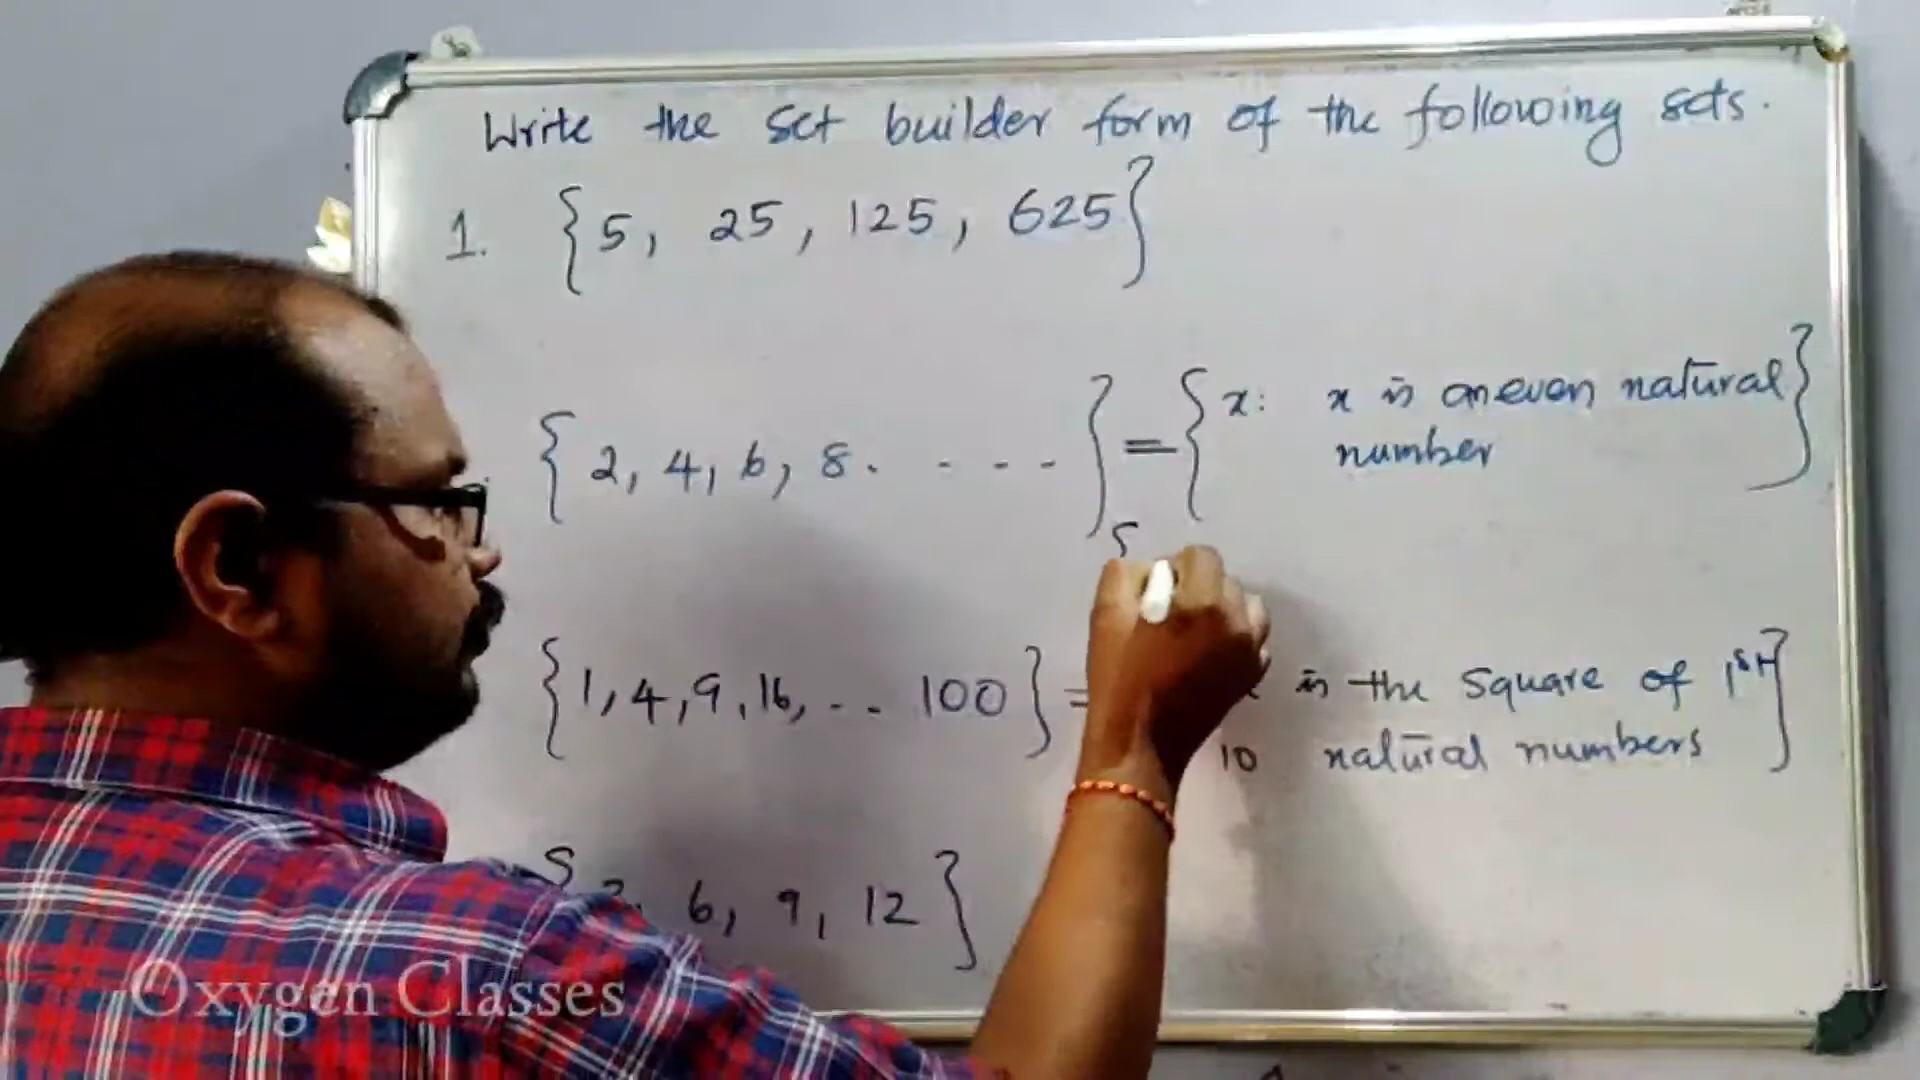 Write the set builder form of the following sets.
1. {5, 25, 125, 625}
{2, 4, 6, 8. - - - -} = {x: x is an even natural
number}
{1, 4, 9, 16, . - - 100} = is the square of 1st
10 natural numbers}
6, 9, 12}
Oxygen Classes